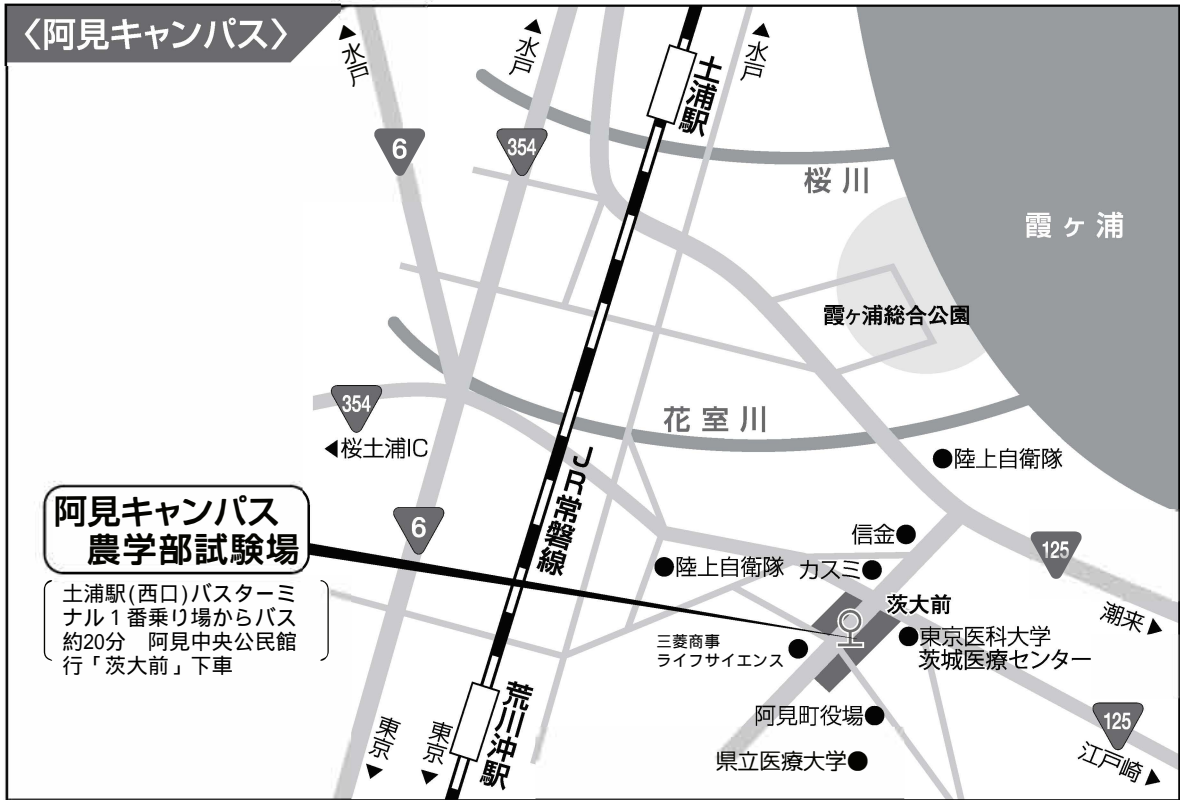 〈阿見キャンパス〉
▲水戸
▲水戸
▲水戸
土浦駅
6
354
桜川
霞ヶ浦
霞ヶ浦総合公園
354
◀桜土浦IC
花室川
●陸上自衛隊
JR常磐線
阿見キャンパス
農学部試験場
6
信金●
125
●陸上自衛隊
カスミ●
茨大前
潮来▶
土浦駅(西口)バスターミ
ナル1番乗り場からバス
約20分 阿見中央公民館
行「茨大前」下車
三菱商事
ライフサイエンス●
●東京医科大学
茨城医療センター
荒川沖駅
阿見町役場●
125
東京▼
東京▼
県立医療大学●
江戸崎▶